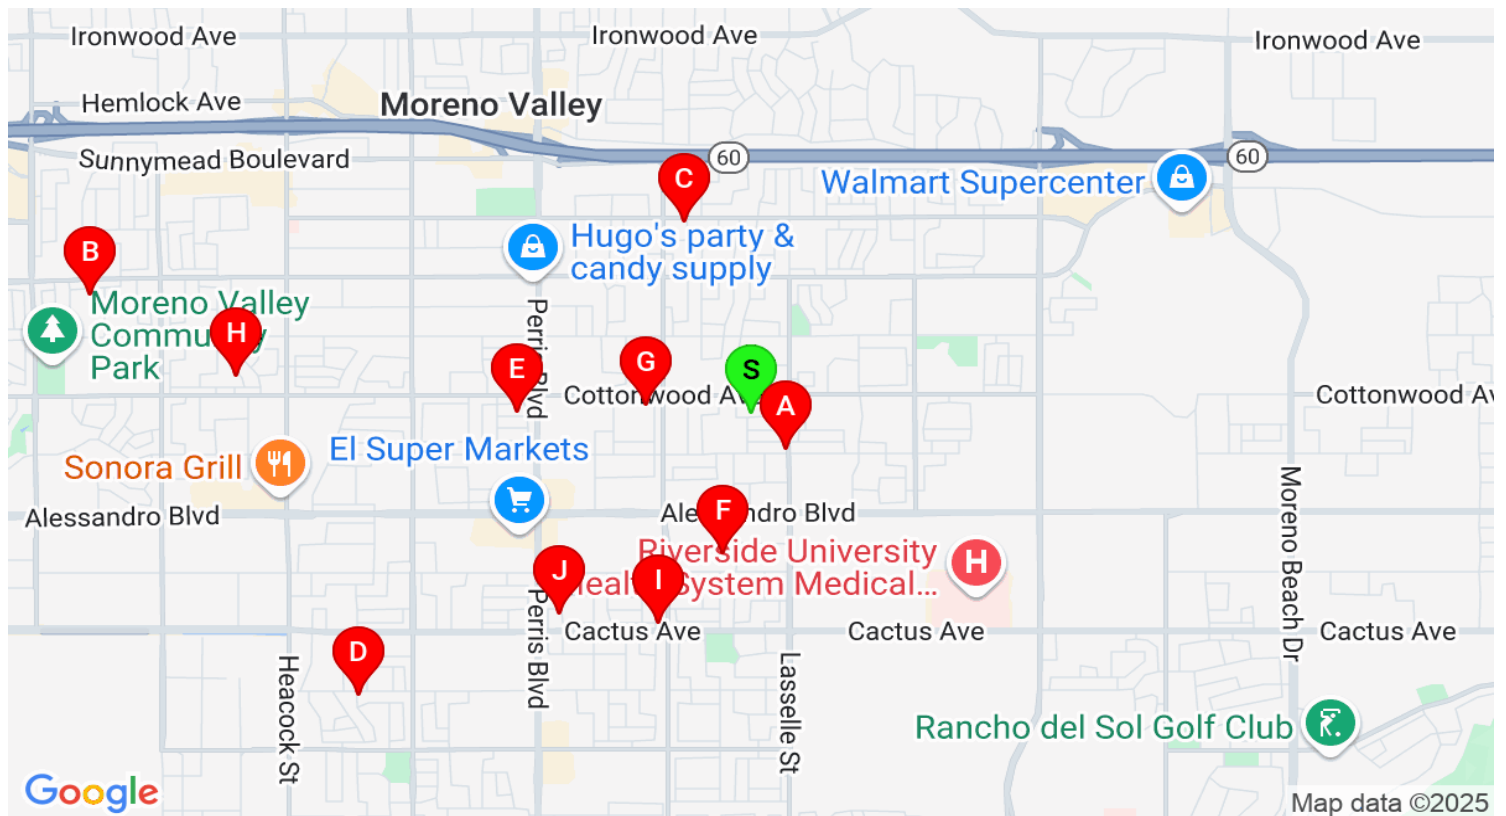 Ironwood Ave
Ironwood Ave
Ironwood Ave
Hemlock Ave
Moreno Valley
Sunnymead Boulevard
60
60
C
Walmart Supercenter
B
Hugo's party &
candy supply
Moreno Valley
Community
Park
H
Perris Blvd
E
G
S
Cottonwood Ave
A
Cottonwood Av
El Super Markets
Sonora Grill
Moreno Beach Dr
Alessandro Blvd
Alessandro Blvd
F
Riverside University
Health System Medical...
H
J
I
Perris Blvd
Cactus Ave
Cactus Ave
Cactus Ave
D
Heacock St
Lasselle St
Rancho del Sol Golf Club
Google
Map data ©2025